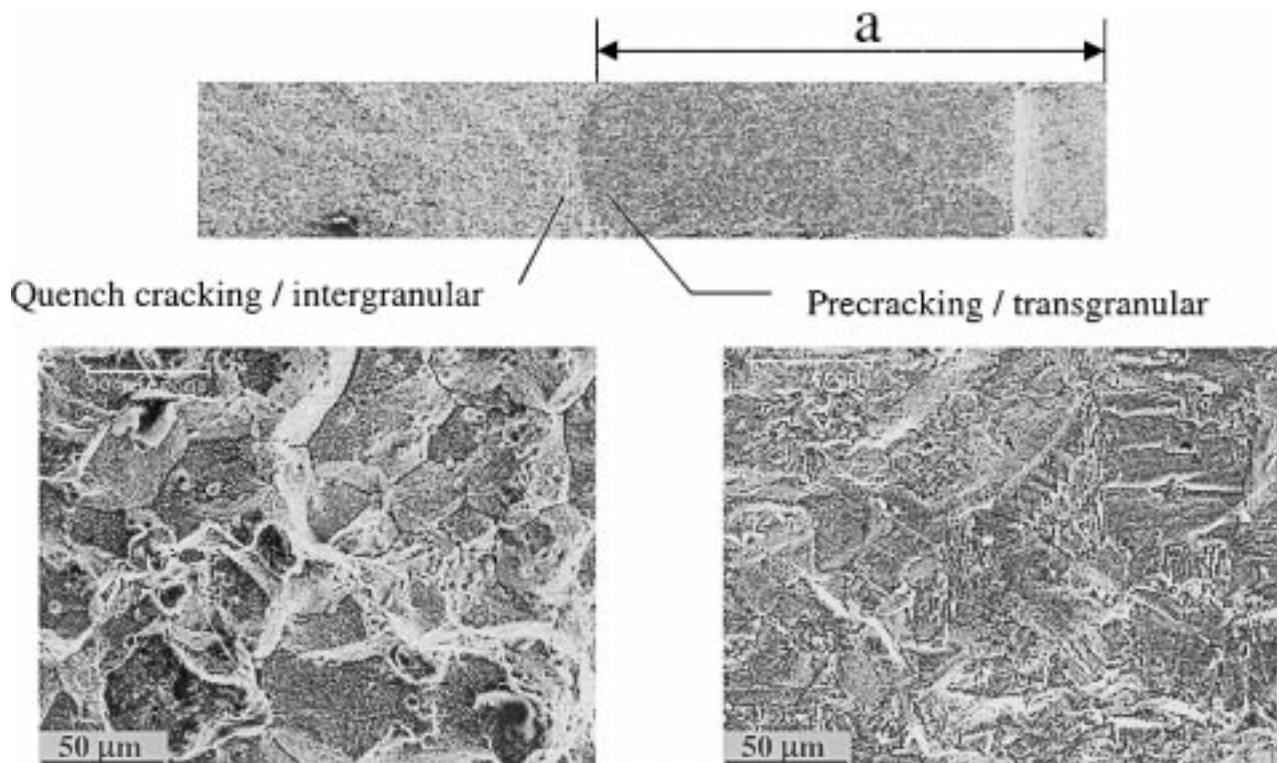 a
Quench cracking / intergranular
Precracking / transgranular
50 µm
50 µm